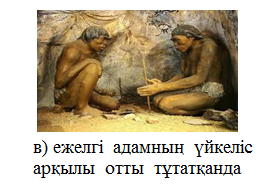 в) ежелгі адамның үйкеліс
арқылы отты тұтатқанда